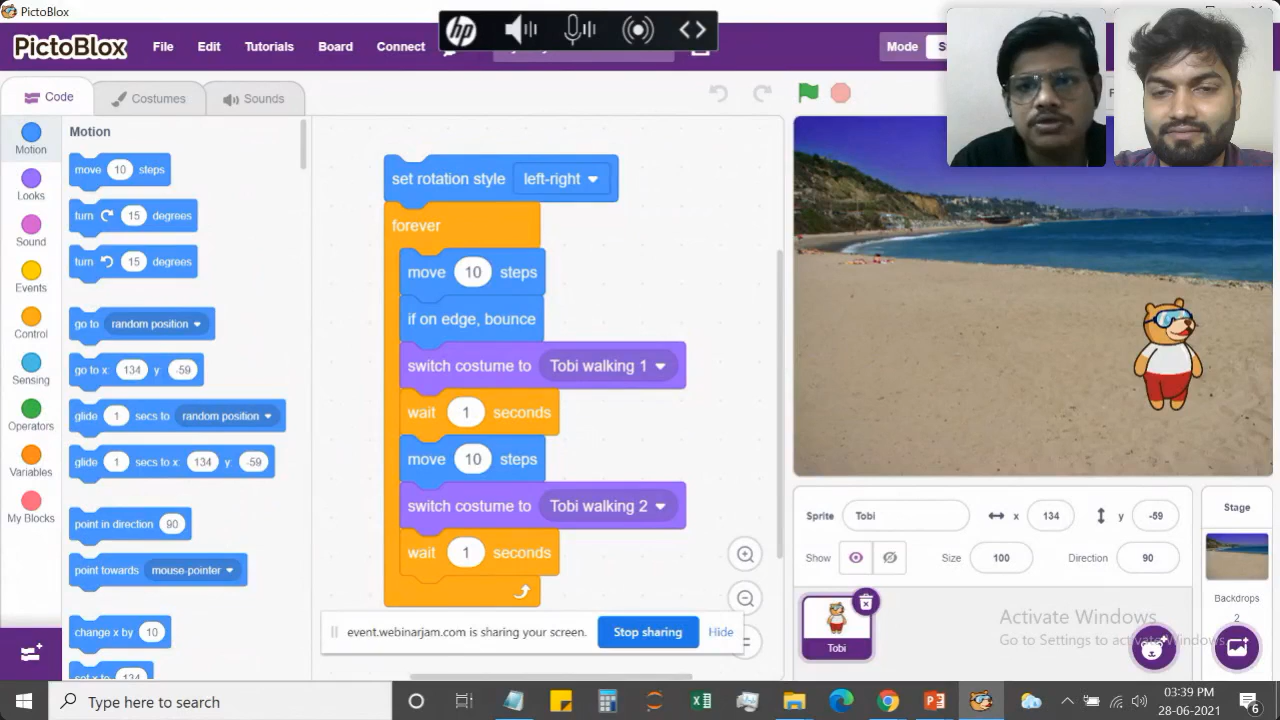 PictoBlox
hp
PictoBlox File Edit Tutorials Board Connect Mode
Code Costumes Sounds
Motion
Looks
Sound
Events
Control
Sensing
Operators
Variables
My Blocks
Motion
move 10 steps
turn 15 degrees
turn 15 degrees
go to random position
go to x: 134 y: -59
glide 1 secs to random position
glide 1 secs to x: 134 y: -59
point in direction 90
point towards mouse-pointer
change x by 10
set rotation style left-right
forever
move 10 steps
if on edge, bounce
switch costume to Tobi walking 1
wait 1 seconds
move 10 steps
switch costume to Tobi walking 2
wait 1 seconds
event.webinarjam.com is sharing your screen. Stop sharing Hide
Sprite Tobi x 134 y -59
Show Size 100 Direction 90
Tobi
Stage
Backdrops
2
Activate Windows
Go to Settings to activate Windows.
Type here to search
03:39 PM
28-06-2021
6